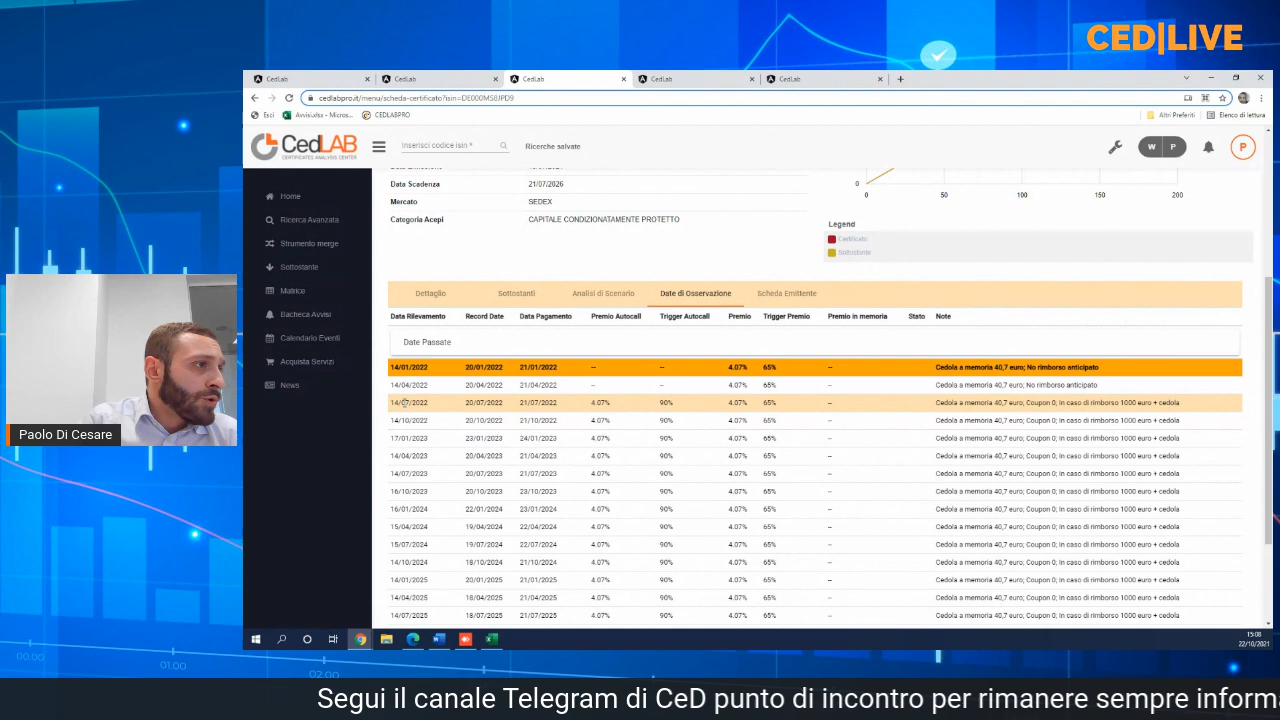 CED|LIVE
CedLab CedLab CedLab CedLab CedLab
cedlabpro.it/menu/scheda-certificato?isin=DE000MS8JPD9
Esci Avvisi.xlsx - Micros... CEDLABPRO Altri Preferiti Elenco di lettura
CedLAB
CERTIFICATES ANALYSIS CENTER
Inserisci codice isin * Ricerche salvate W P P
Home
Ricerca Avanzata
Strumento merge
Sottostante
Matrice
Bacheca Avvisi
Calendario Eventi
Acquista Servizi
News
Data Scadenza 21/07/2026
Mercato SEDEX
Categoria Acepi CAPITALE CONDIZIONATAMENTE PROTETTO
0
0 50 100 150 200
Legend
Certificato
Sottostante
Dettaglio Sottostanti Analisi di Scenario Date di Osservazione Scheda Emittente
Data Rilevamento Record Date Data Pagamento Premio Autocall Trigger Autocall Premio Trigger Premio Premio in memoria Stato Note
Date Passate
14/01/2022 20/01/2022 21/01/2022 -- -- 4.07% 65% -- Cedola a memoria 40,7 euro; No rimborso anticipato
14/04/2022 20/04/2022 21/04/2022 -- -- 4.07% 65% -- Cedola a memoria 40,7 euro; No rimborso anticipato
14/07/2022 20/07/2022 21/07/2022 4.07% 90% 4.07% 65% -- Cedola a memoria 40,7 euro; Coupon 0; In caso di rimborso 1000 euro + cedola
14/10/2022 20/10/2022 21/10/2022 4.07% 90% 4.07% 65% -- Cedola a memoria 40,7 euro; Coupon 0; In caso di rimborso 1000 euro + cedola
17/01/2023 23/01/2023 24/01/2023 4.07% 90% 4.07% 65% -- Cedola a memoria 40,7 euro; Coupon 0; In caso di rimborso 1000 euro + cedola
14/04/2023 20/04/2023 21/04/2023 4.07% 90% 4.07% 65% -- Cedola a memoria 40,7 euro; Coupon 0; In caso di rimborso 1000 euro + cedola
14/07/2023 20/07/2023 21/07/2023 4.07% 90% 4.07% 65% -- Cedola a memoria 40,7 euro; Coupon 0; In caso di rimborso 1000 euro + cedola
16/10/2023 20/10/2023 23/10/2023 4.07% 90% 4.07% 65% -- Cedola a memoria 40,7 euro; Coupon 0; In caso di rimborso 1000 euro + cedola
16/01/2024 22/01/2024 23/01/2024 4.07% 90% 4.07% 65% -- Cedola a memoria 40,7 euro; Coupon 0; In caso di rimborso 1000 euro + cedola
15/04/2024 19/04/2024 22/04/2024 4.07% 90% 4.07% 65% -- Cedola a memoria 40,7 euro; Coupon 0; In caso di rimborso 1000 euro + cedola
15/07/2024 19/07/2024 22/07/2024 4.07% 90% 4.07% 65% -- Cedola a memoria 40,7 euro; Coupon 0; In caso di rimborso 1000 euro + cedola
14/10/2024 18/10/2024 21/10/2024 4.07% 90% 4.07% 65% -- Cedola a memoria 40,7 euro; Coupon 0; In caso di rimborso 1000 euro + cedola
14/01/2025 20/01/2025 21/01/2025 4.07% 90% 4.07% 65% -- Cedola a memoria 40,7 euro; Coupon 0; In caso di rimborso 1000 euro + cedola
14/04/2025 18/04/2025 21/04/2025 4.07% 90% 4.07% 65% -- Cedola a memoria 40,7 euro; Coupon 0; In caso di rimborso 1000 euro + cedola
14/07/2025 18/07/2025 21/07/2025 4.07% 90% 4.07% 65% -- Cedola a memoria 40,7 euro; Coupon 0; In caso di rimborso 1000 euro + cedola
Paolo Di Cesare
15:08
22/10/2021
00.00 01.00 02.00
Segui il canale Telegram di CeD punto di incontro per rimanere sempre inform